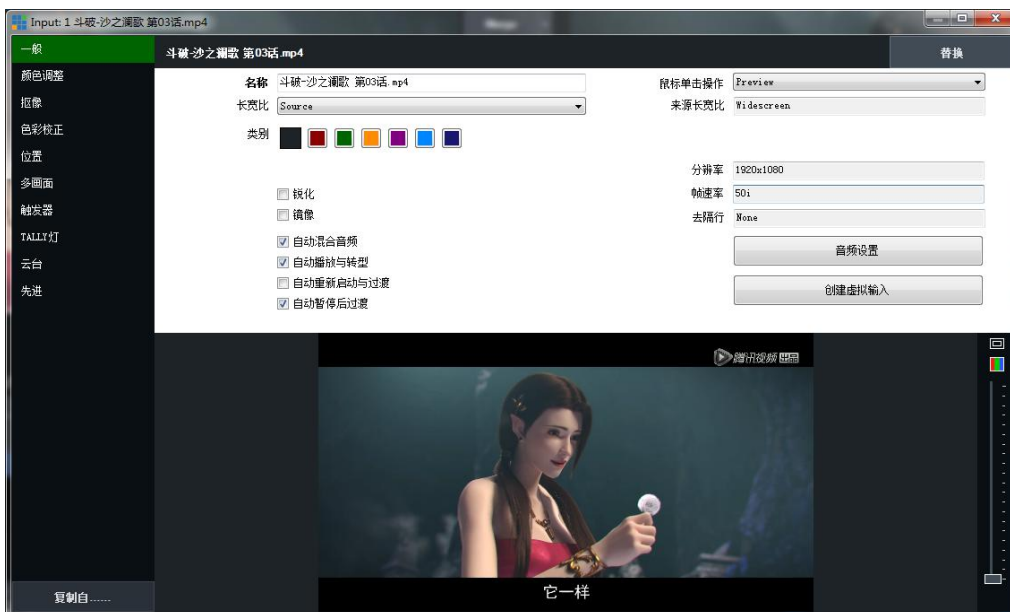 Input: 1 斗破-沙之澜歌 第03话.mp4
一般
颜色调整
抠像
色彩校正
位置
多画面
触发器
TALLY灯
云台
先进
复制自......
斗破-沙之澜歌 第03话.mp4
替换
名称 斗破-沙之澜歌 第03话.mp4
长宽比 Source
类别
锐化
镜像
自动混合音频
自动播放与转型
自动重新启动与过渡
自动暂停后过渡
鼠标单击操作 Preview
来源长宽比 Widescreen
分辨率 1920x1080
帧速率 50i
去隔行 None
音频设置
创建虚拟输入
腾讯视频 出品
它一样